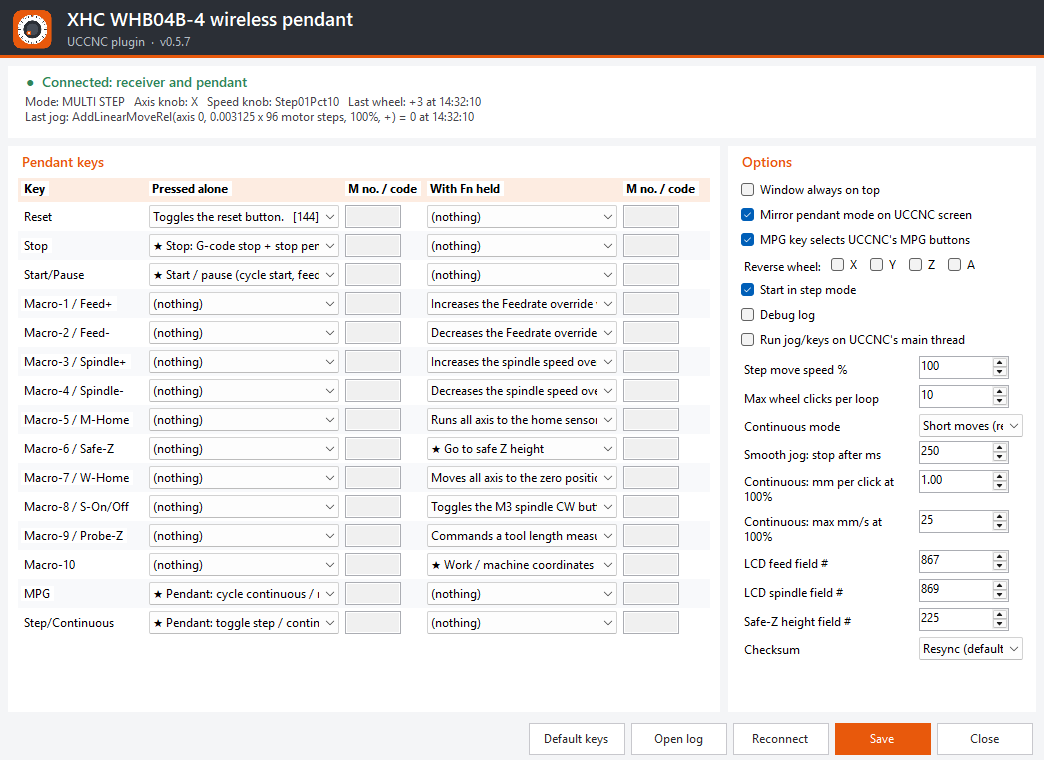 XHC WHB04B-4 wireless pendant
UCCNC plugin · v0.5.7
● Connected: receiver and pendant
Mode: MULTI STEP Axis knob: X Speed knob: Step01Pct10 Last wheel: +3 at 14:32:10
Last jog: AddLinearMoveRel(axis 0, 0.003125 x 96 motor steps, 100%, +) = 0 at 14:32:10
Pendant keys
Key Pressed alone M no. / code With Fn held M no. / code
Reset Toggles the reset button. [144] (nothing)
Stop ★ Stop: G-code stop + stop per (nothing)
Start/Pause ★ Start / pause (cycle start, feed (nothing)
Macro-1 / Feed+ (nothing) Increases the Feedrate override
Macro-2 / Feed- (nothing) Decreases the Feedrate override
Macro-3 / Spindle+ (nothing) Increases the spindle speed ove
Macro-4 / Spindle- (nothing) Decreases the spindle speed ove
Macro-5 / M-Home (nothing) Runs all axis to the home sensor
Macro-6 / Safe-Z (nothing) ★ Go to safe Z height
Macro-7 / W-Home (nothing) Moves all axis to the zero positic
Macro-8 / S-On/Off (nothing) Toggles the M3 spindle CW but
Macro-9 / Probe-Z (nothing) Commands a tool length measu
Macro-10 (nothing) ★ Work / machine coordinates
MPG ★ Pendant: cycle continuous / (nothing)
Step/Continuous ★ Pendant: toggle step / contin (nothing)
Options
Window always on top
Mirror pendant mode on UCCNC screen
MPG key selects UCCNC's MPG buttons
Reverse wheel: X Y Z A
Start in step mode
Debug log
Run jog/keys on UCCNC's main thread
Step move speed % 100
Max wheel clicks per loop 10
Continuous mode Short moves (re
Smooth jog: stop after ms 250
Continuous: mm per click at 1.00
100%
Continuous: max mm/s at 25
100%
LCD feed field # 867
LCD spindle field # 869
Safe-Z height field # 225
Checksum Resync (default
Default keys Open log Reconnect Save Close